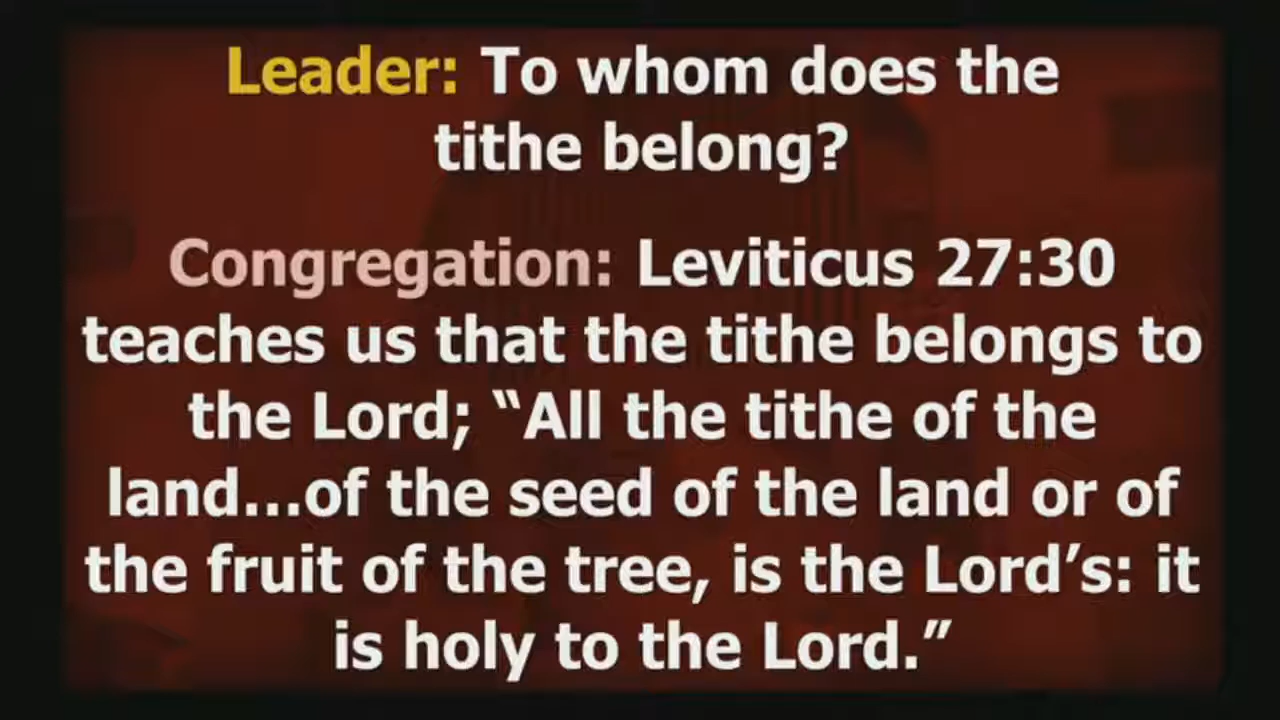 Leader: To whom does the
tithe belong?
Congregation: Leviticus 27:30
teaches us that the tithe belongs to
the Lord; “All the tithe of the
land...of the seed of the land or of
the fruit of the tree, is the Lord’s: it
is holy to the Lord.”